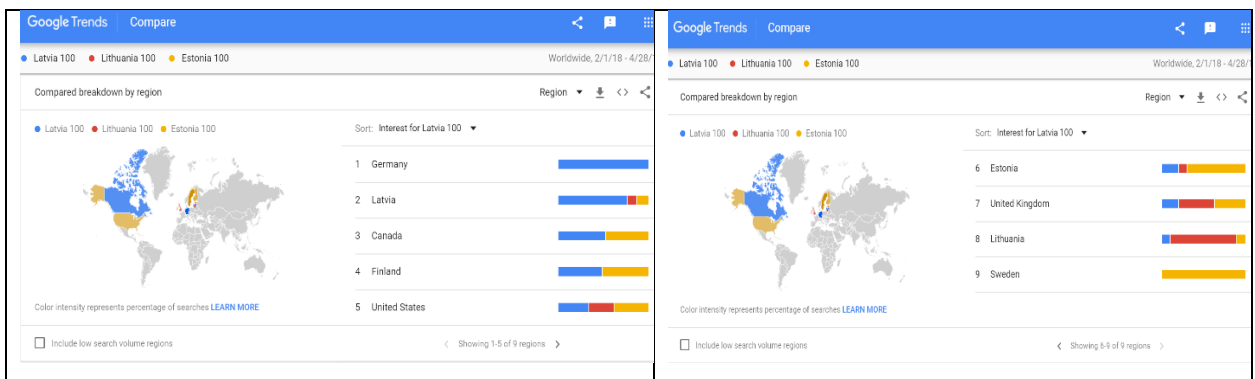 Google Trends Compare
Latvia 100 Lithuania 100 Estonia 100 Worldwide, 2/1/18 - 4/28/
Compared breakdown by region Region
Latvia 100 Lithuania 100 Estonia 100 Sort: Interest for Latvia 100
1 Germany
2 Latvia
3 Canada
4 Finland
5 United States
Color intensity represents percentage of searches LEARN MORE
Include low search volume regions Showing 1-5 of 9 regions
Google Trends Compare
Latvia 100 Lithuania 100 Estonia 100 Worldwide, 2/1/18 - 4/28/1
Compared breakdown by region Region
Latvia 100 Lithuania 100 Estonia 100 Sort: Interest for Latvia 100
6 Estonia
7 United Kingdom
8 Lithuania
9 Sweden
Color intensity represents percentage of searches LEARN MORE
Include low search volume regions Showing 6-9 of 9 regions